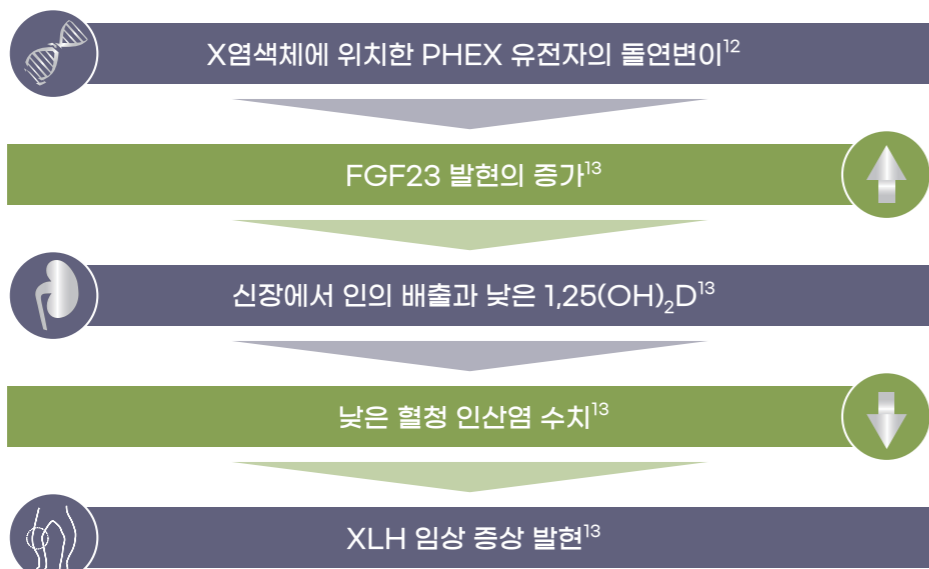 X염색체에 위치한 PHEX 유전자의 돌연변이¹²
FGF23 발현의 증가¹³
신장에서 인의 배출과 낮은 1,25(OH)₂D¹³
낮은 혈청 인산염 수치¹³
XLH 임상 증상 발현¹³